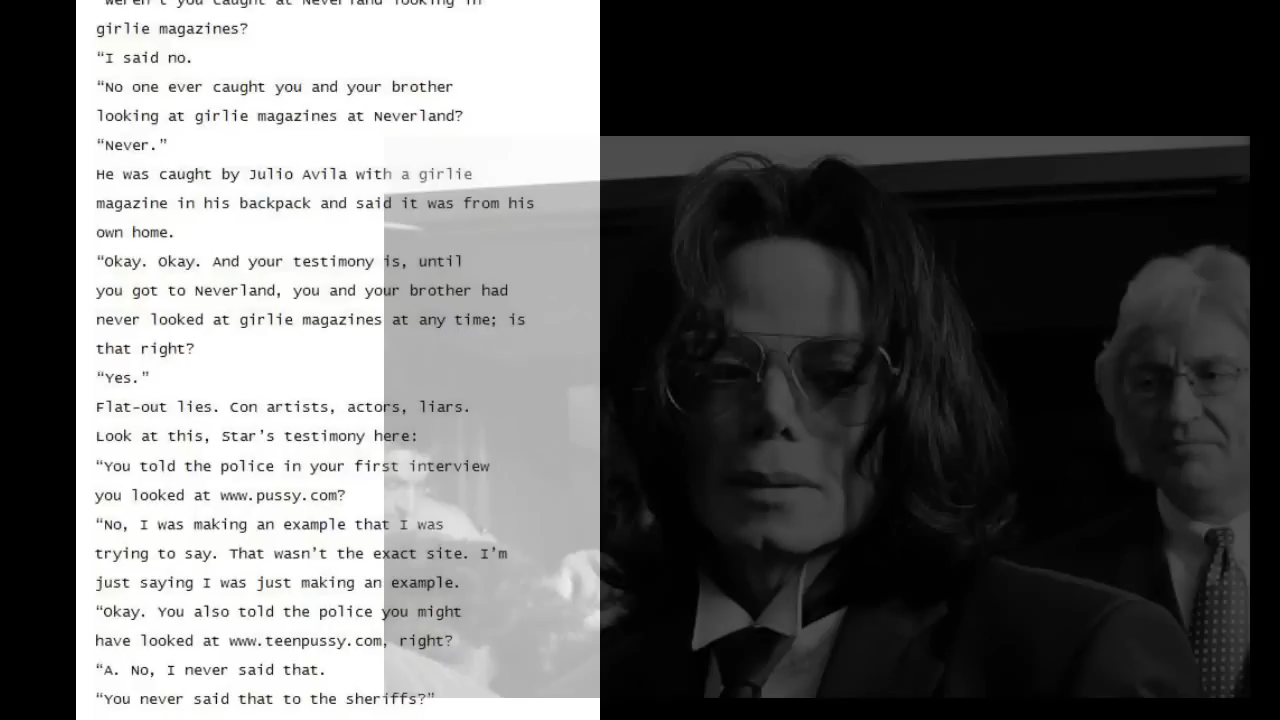 "Weren't you caught at Neverland looking in
girlie magazines?
“I said no.
“No one ever caught you and your brother
looking at girlie magazines at Neverland?
“Never.”
He was caught by Julio Avila with a girlie
magazine in his backpack and said it was from his
own home.
“Okay. Okay. And your testimony is, until
you got to Neverland, you and your brother had
never looked at girlie magazines at any time; is
that right?
“Yes.”
Flat-out lies. Con artists, actors, liars.
Look at this, Star’s testimony here:
“You told the police in your first interview
you looked at www.pussy.com?
“No, I was making an example that I was
trying to say. That wasn’t the exact site. I’m
just saying I was just making an example.
“Okay. You also told the police you might
have looked at www.teenpussy.com, right?
“A. No, I never said that.
“You never said that to the sheriffs?”